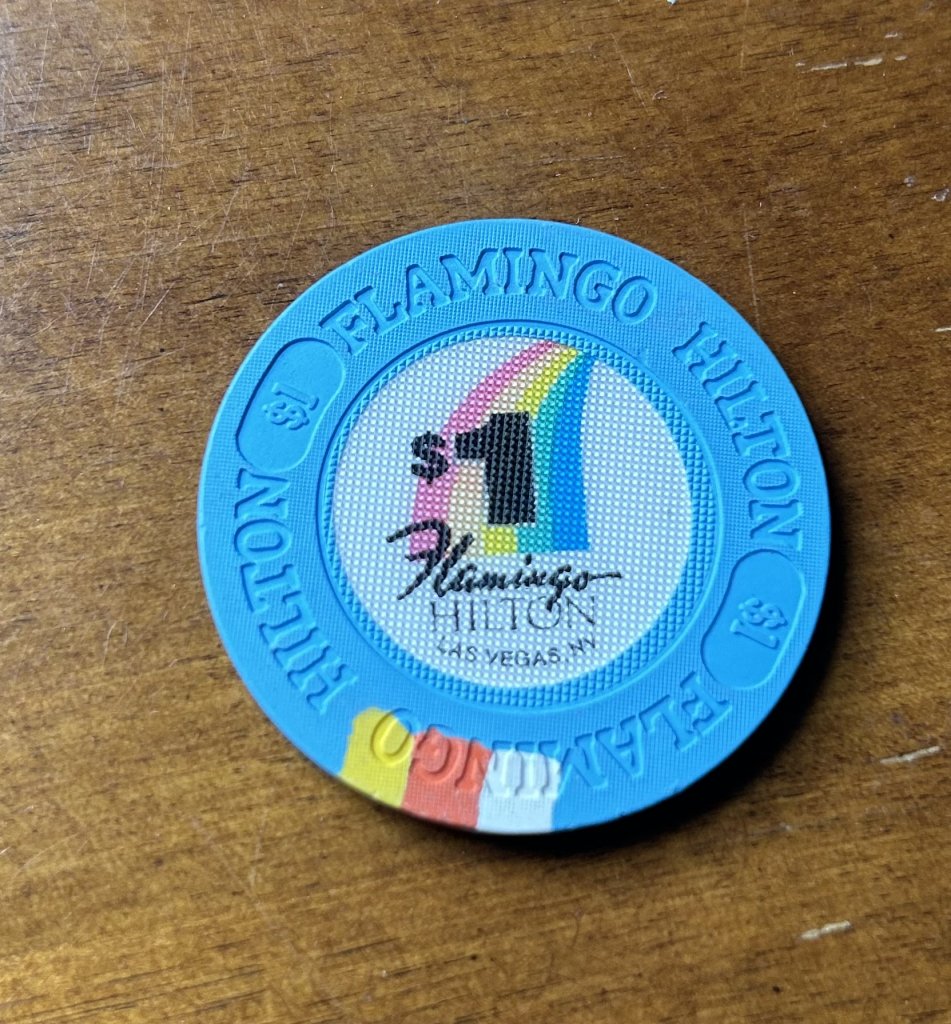 FLAMINGO HILTON
$1
FLAMINGO HILTON
$1
$1
Flamingo
HILTON
LAS VEGAS, NV